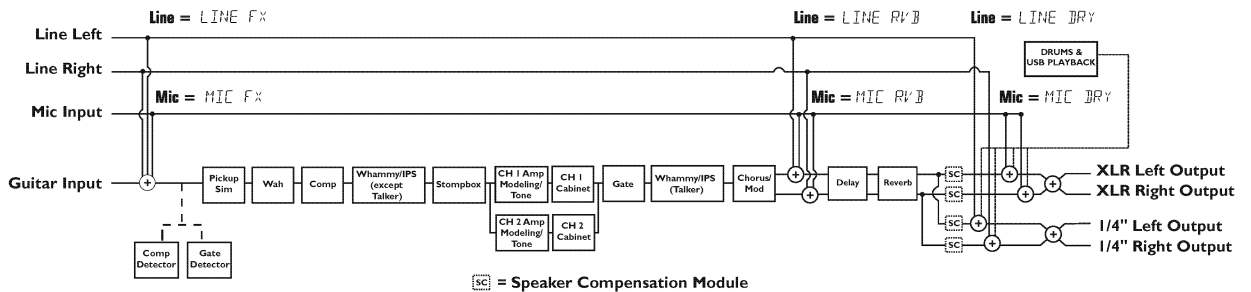 Line = LINE FX
Line = LINE RVB
Line = LINE DRY
Line Left
DRUMS &
USB PLAYBACK
Line Right
Mic = MIC FX
Mic = MIC RVB
Mic = MIC DRY
Mic Input
Guitar Input
+
Pickup
Sim
Wah
Comp
Whammy/IPS
(except
Talker)
Stompbox
CH 1 Amp
Modeling/
Tone
CH 1
Cabinet
CH 2 Amp
Modeling/
Tone
CH 2
Cabinet
Gate
Whammy/IPS
(Talker)
Chorus/
Mod
+
+
Delay
Reverb
SC
SC
SC
SC
+
+
+
+
+
+
XLR Left Output
XLR Right Output
1/4" Left Output
1/4" Right Output
Comp
Detector
Gate
Detector
SC = Speaker Compensation Module